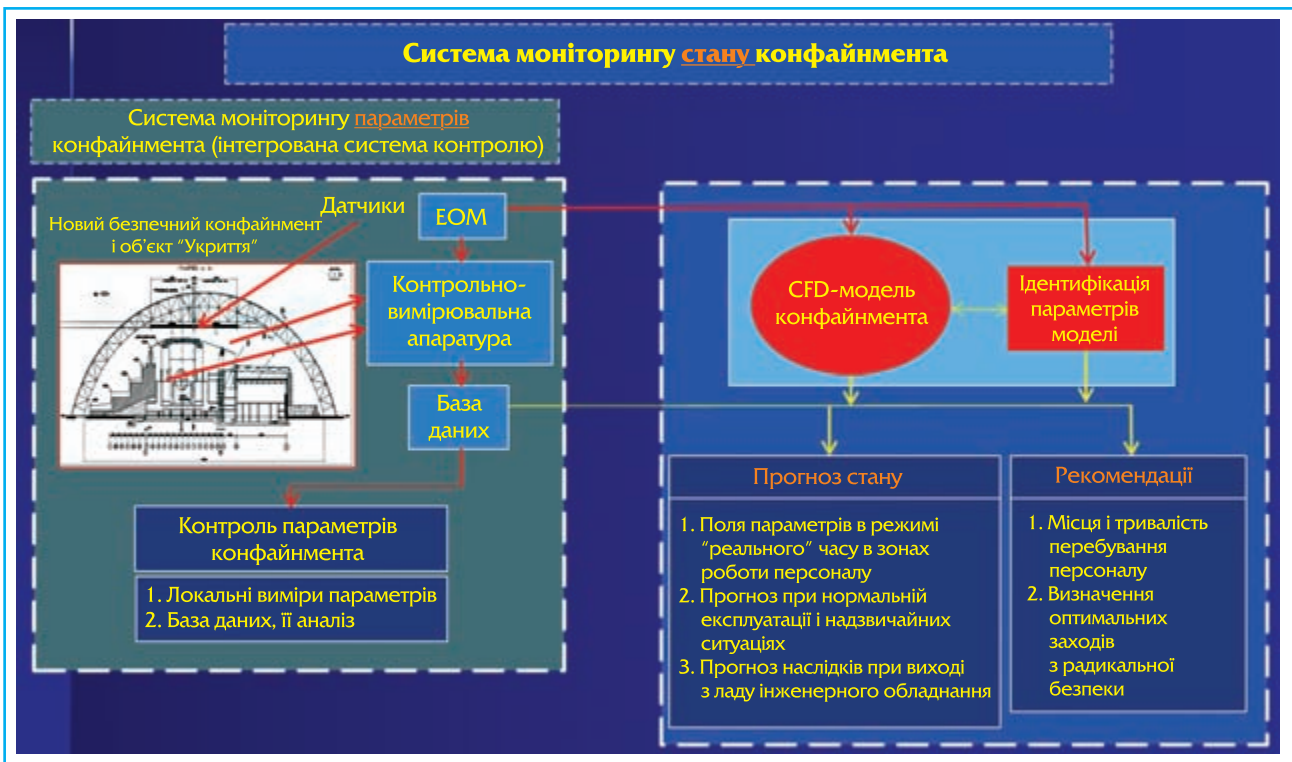 Система моніторингу стану конфайнмента
Система моніторингу параметрів
конфайнмента (інтегрована система контролю)
Датчики
Новий безпечний конфайнмент
і об'єкт "Укриття"
ЕОМ
Контрольно-
вимірювальна
апаратура
База
даних
Контроль параметрів
конфайнмента
1. Локальні виміри параметрів
2. База даних, її аналіз
CFD-модель
конфайнмента
Ідентифікація
параметрів
моделі
Прогноз стану
1. Поля параметрів в режимі
"реального" часу в зонах
роботи персоналу
2. Прогноз при нормальній
експлуатації і надзвичайних
ситуаціях
3. Прогноз наслідків при виході
з ладу інженерного обладнання
Рекомендації
1. Місця і тривалість
перебування
персоналу
2. Визначення
оптимальних
заходів
з радикальної
безпеки